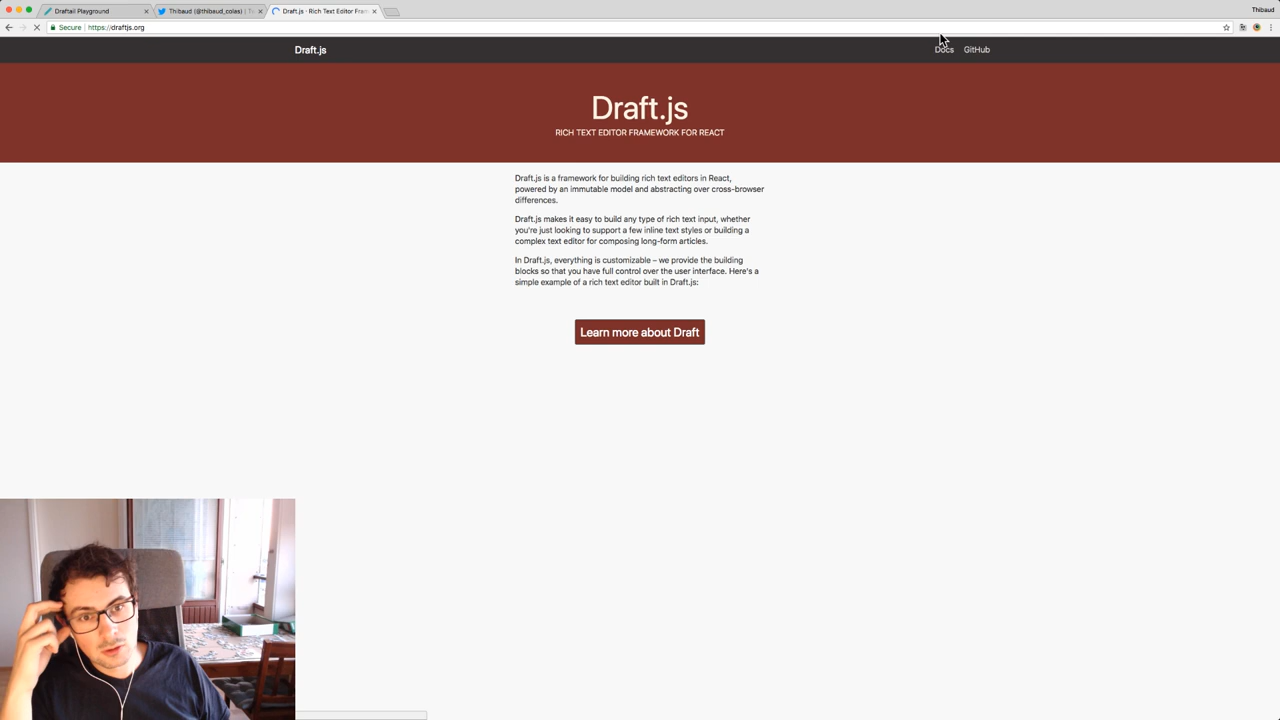 Draftail Playground
Thibaud (@thibaud_colas) | T
Draft.js · Rich Text Editor Fram
Thibaud
Secure
https://draftjs.org
Draft.js
Docs
GitHub
Draft.js
RICH TEXT EDITOR FRAMEWORK FOR REACT
Draft.js is a framework for building rich text editors in React,
powered by an immutable model and abstracting over cross-browser
differences.
Draft.js makes it easy to build any type of rich text input, whether
you're just looking to support a few inline text styles or building a
complex text editor for composing long-form articles.
In Draft.js, everything is customizable – we provide the building
blocks so that you have full control over the user interface. Here's a
simple example of a rich text editor built in Draft.js:
Learn more about Draft